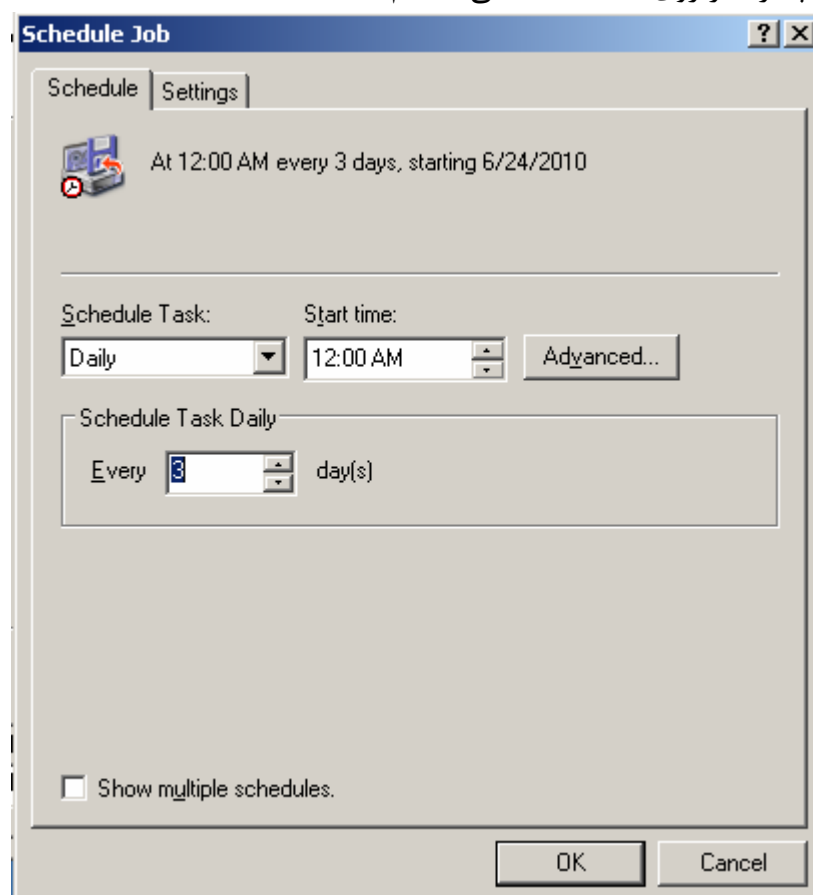 Schedule Job
Schedule Settings
At 12:00 AM every 3 days, starting 6/24/2010
Schedule Task: Start time:
Daily 12:00 AM Advanced...
Schedule Task Daily
Every 3 day(s)
Show multiple schedules.
OK Cancel